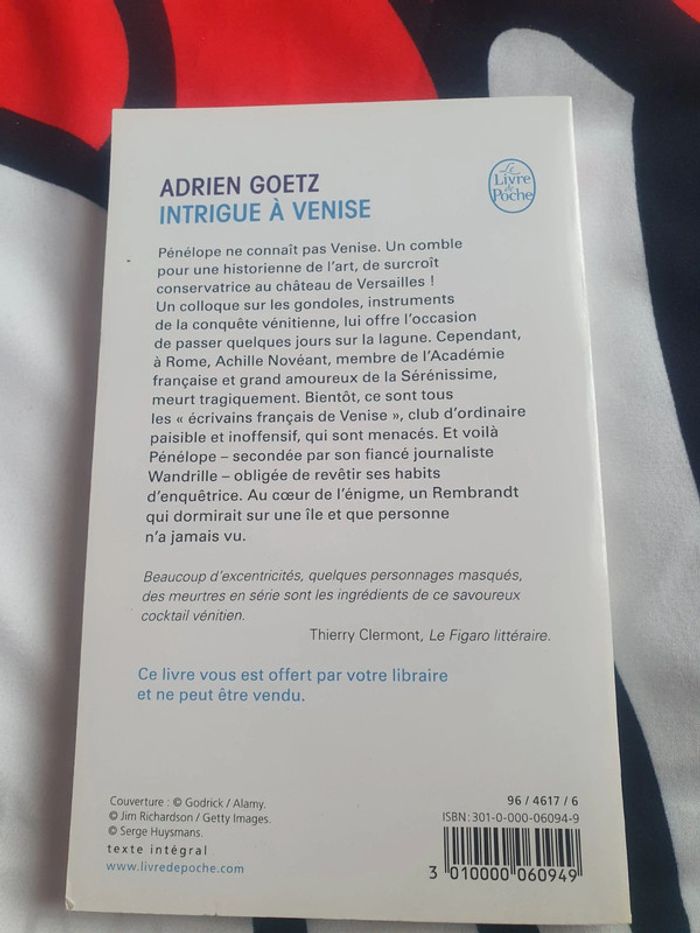 ADRIEN GOETZ
INTRIGUE À VENISE
Le
Livre
de
Poche
Pénélope ne connaît pas Venise. Un comble
pour une historienne de l'art, de surcroît
conservatrice au château de Versailles !
Un colloque sur les gondoles, instruments
de la conquête vénitienne, lui offre l'occasion
de passer quelques jours sur la lagune. Cependant,
à Rome, Achille Novéant, membre de l'Académie
française et grand amoureux de la Sérénissime,
meurt tragiquement. Bientôt, ce sont tous
les « écrivains français de Venise », club d'ordinaire
paisible et inoffensif, qui sont menacés. Et voilà
Pénélope – secondée par son fiancé journaliste
Wandrille – obligée de revêtir ses habits
d'enquêtrice. Au cœur de l'énigme, un Rembrandt
qui dormirait sur une île et que personne
n'a jamais vu.
Beaucoup d'excentricités, quelques personnages masqués,
des meurtres en série sont les ingrédients de ce savoureux
cocktail vénitien.
Thierry Clermont, Le Figaro littéraire.
Ce livre vous est offert par votre libraire
et ne peut être vendu.
Couverture : © Godrick / Alamy.
© Jim Richardson / Getty Images.
© Serge Huysmans.
texte intégral
www.livredepoche.com
96 / 4617 / 6
ISBN: 301-0-000-06094-9
3 010000 060949